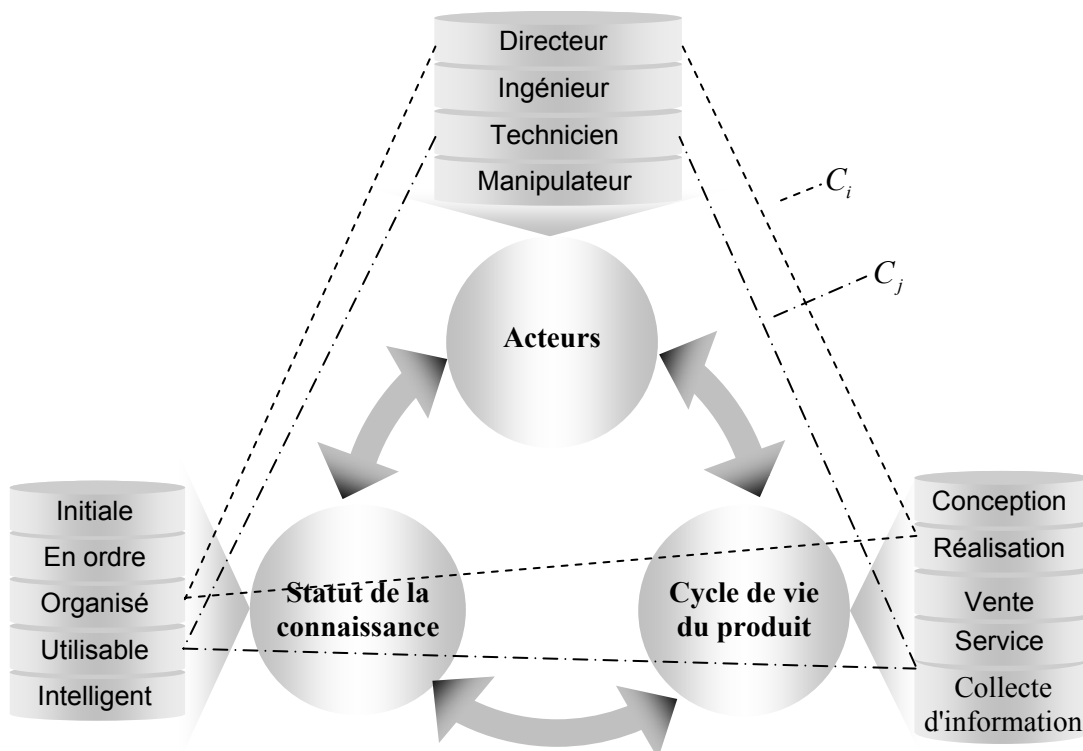 Directeur
Ingénieur
Technicien
Manipulateur
C_i
C_j
Acteurs
Initiale
En ordre
Organisé
Utilisable
Intelligent
Statut de la
connaissance
Cycle de vie
du produit
Conception
Réalisation
Vente
Service
Collecte
d'information